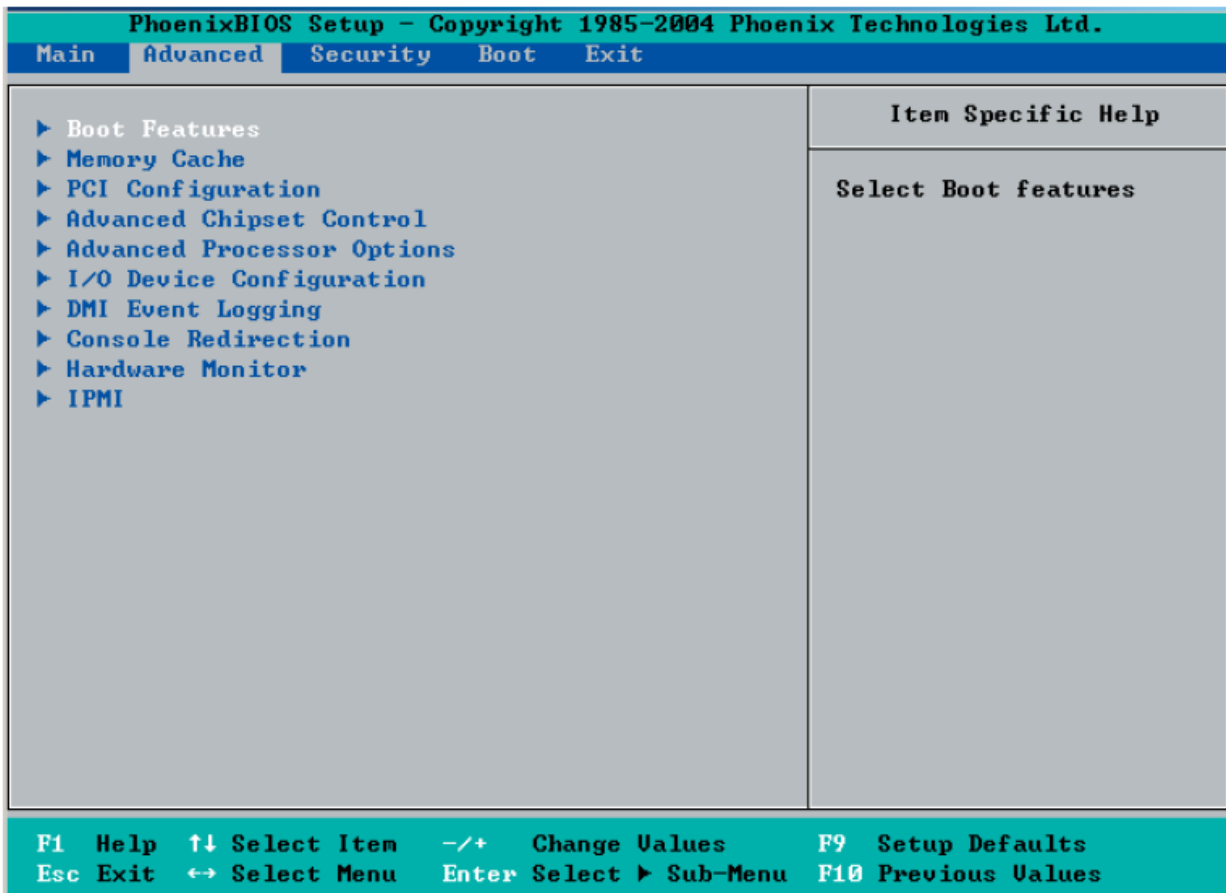 PhoenixBIOS Setup - Copyright 1985-2004 Phoenix Technologies Ltd.
Main Advanced Security Boot Exit
Boot Features
Memory Cache
PCI Configuration
Advanced Chipset Control
Advanced Processor Options
I/O Device Configuration
DMI Event Logging
Console Redirection
Hardware Monitor
IPMI
Item Specific Help
Select Boot features
F1 Help ↑↓ Select Item -/+ Change Values F9 Setup Defaults
Esc Exit ↔ Select Menu Enter Select ▶ Sub-Menu F10 Previous Values